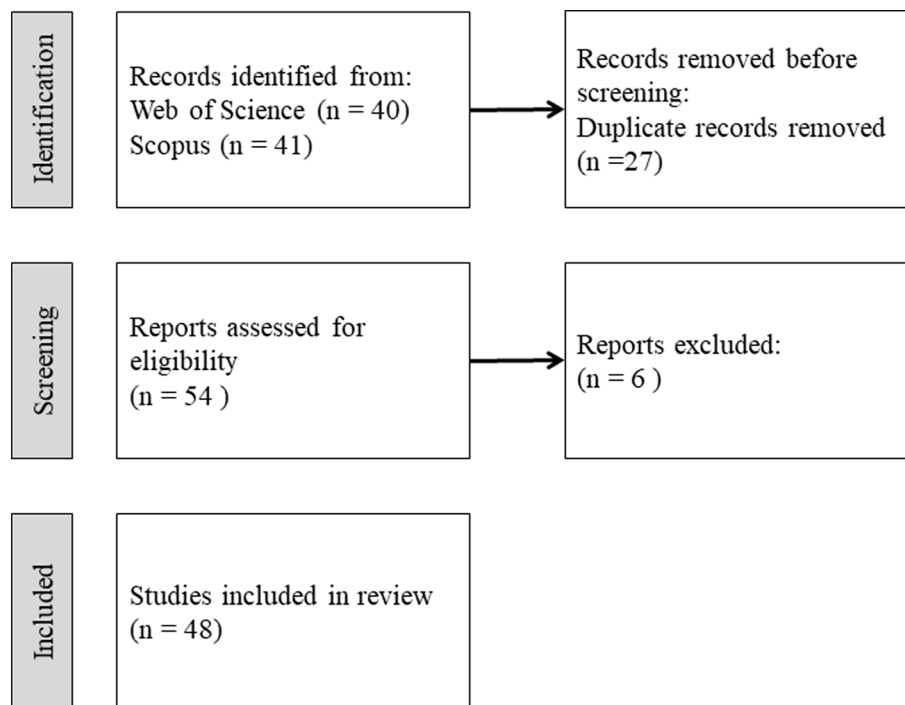 Identification
Records identified from:
Web of Science (n = 40)
Scopus (n = 41)
Records removed before
screening:
Duplicate records removed
(n =27)
Screening
Reports assessed for
eligibility
(n = 54 )
Reports excluded:
(n = 6 )
Included
Studies included in review
(n = 48)